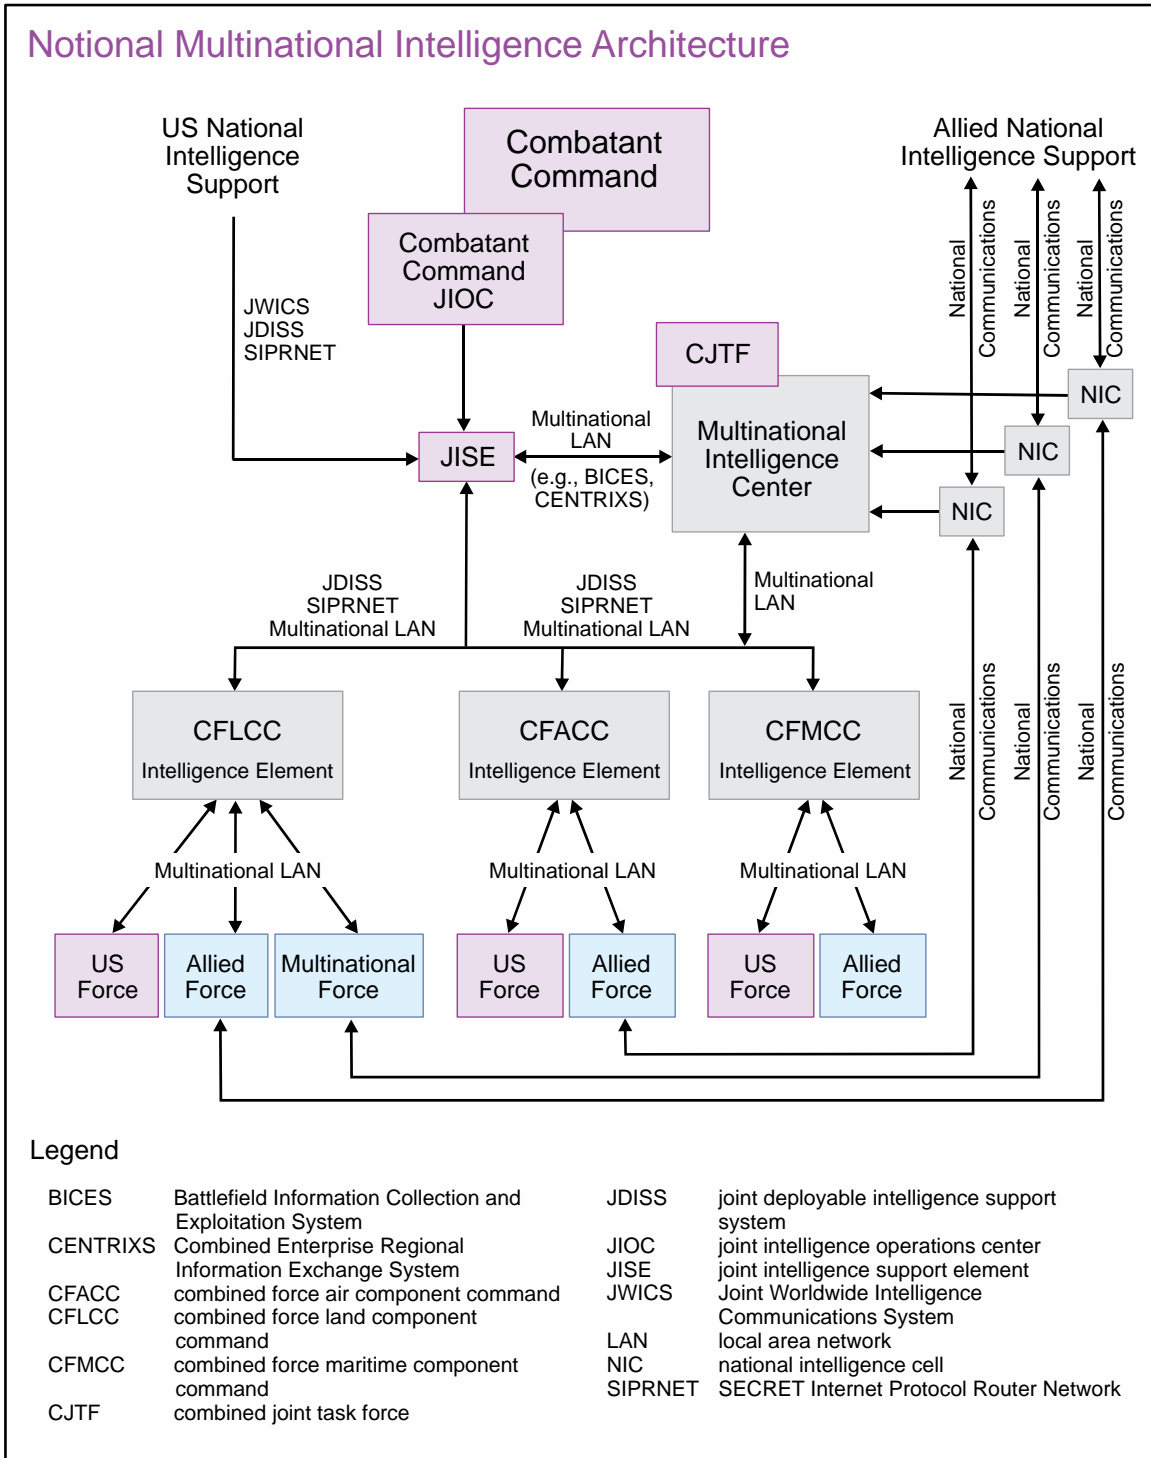 Notional Multinational Intelligence Architecture
US National
Intelligence
Support
Combatant
Command
Allied National
Intelligence Support
Combatant
Command
JIOC
National
Communications
National
Communications
National
Communications
JWICS
JDISS
SIPRNET
CJTF
NIC
Multinational
LAN
(e.g., BICES,
CENTRIXS)
JISE
Multinational
Intelligence
Center
NIC
NIC
JDISS
SIPRNET
Multinational LAN
JDISS
SIPRNET
Multinational LAN
Multinational
LAN
CFLCC
Intelligence Element
CFACC
Intelligence Element
CFMCC
Intelligence Element
National
Communications
National
Communications
National
Communications
Multinational LAN
Multinational LAN
Multinational LAN
US
Force
Allied
Force
Multinational
Force
US
Force
Allied
Force
US
Force
Allied
Force
Legend
BICES Battlefield Information Collection and
Exploitation System
CENTRIXS Combined Enterprise Regional
Information Exchange System
CFACC combined force air component command
CFLCC combined force land component
command
CFMCC combined force maritime component
command
CJTF combined joint task force
JDISS joint deployable intelligence support
system
JIOC joint intelligence operations center
JISE joint intelligence support element
JWICS Joint Worldwide Intelligence
Communications System
LAN local area network
NIC national intelligence cell
SIPRNET SECRET Internet Protocol Router Network